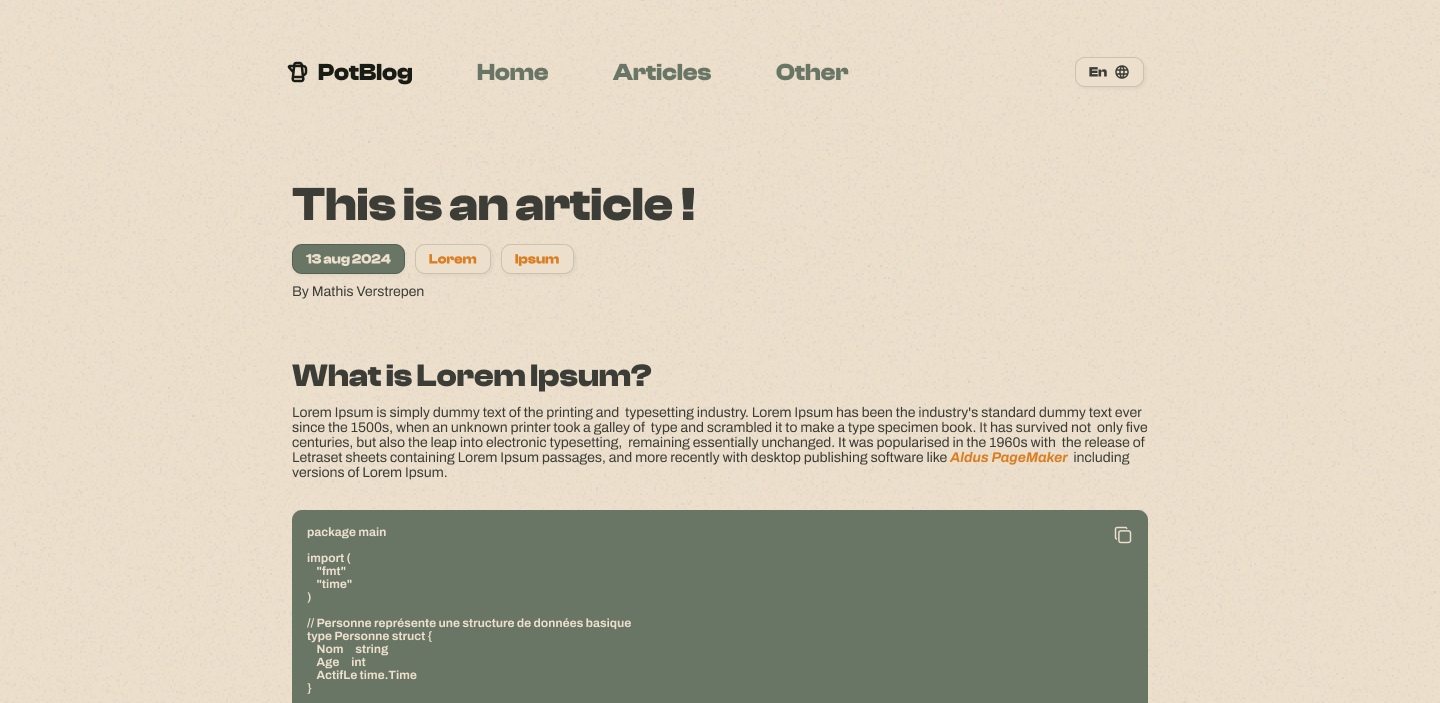 PotBlog Home Articles Other En
This is an article !
13 aug 2024 Lorem Ipsum
By Mathis Verstrepen
What is Lorem Ipsum?
Lorem Ipsum is simply dummy text of the printing and  typesetting industry. Lorem Ipsum has been the industry's standard dummy text ever
since the 1500s, when an unknown printer took a galley of  type and scrambled it to make a type specimen book. It has survived not  only five
centuries, but also the leap into electronic typesetting,  remaining essentially unchanged. It was popularised in the 1960s with  the release of
Letraset sheets containing Lorem Ipsum passages, and more recently with desktop publishing software like Aldus PageMaker  including
versions of Lorem Ipsum.
package main
import (
"fmt"
"time"
)
// Personne représente une structure de données basique
type Personne struct {
Nom    string
Age    int
ActifLe time.Time
}